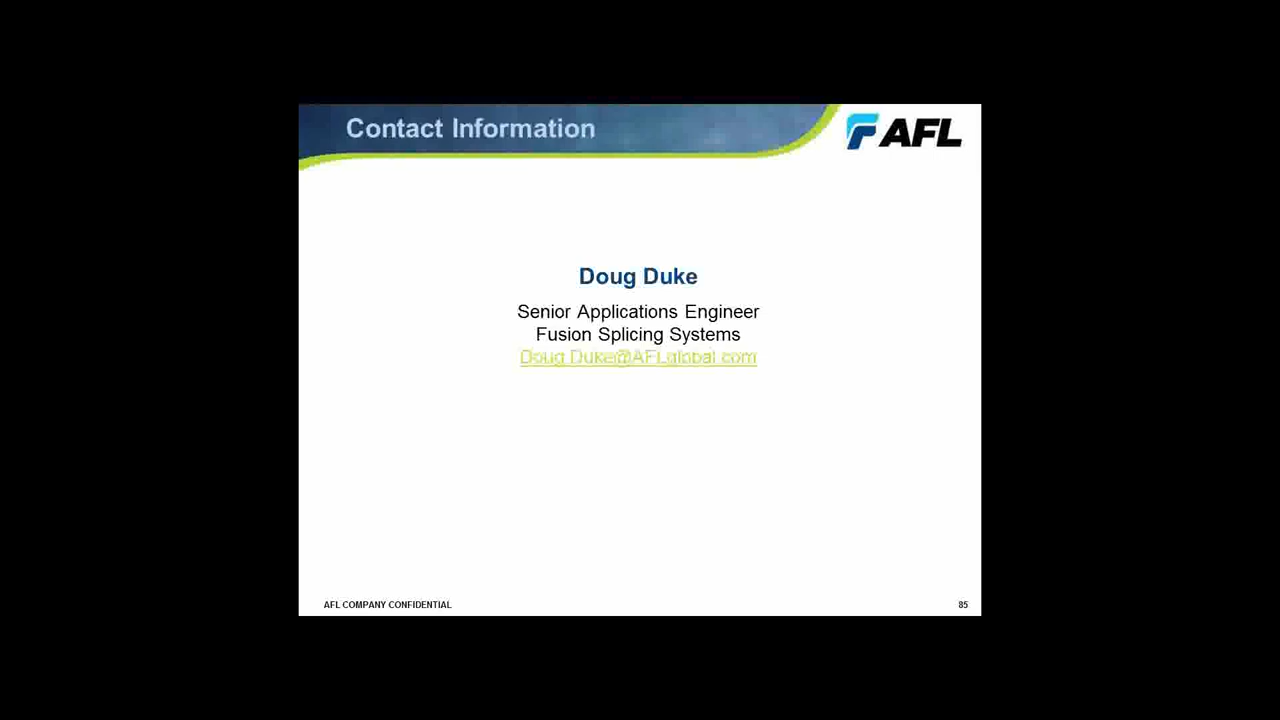 Contact Information
AFL
Doug Duke
Senior Applications Engineer
Fusion Splicing Systems
Doug.Duke@AFLglobal.com
AFL COMPANY CONFIDENTIAL
85